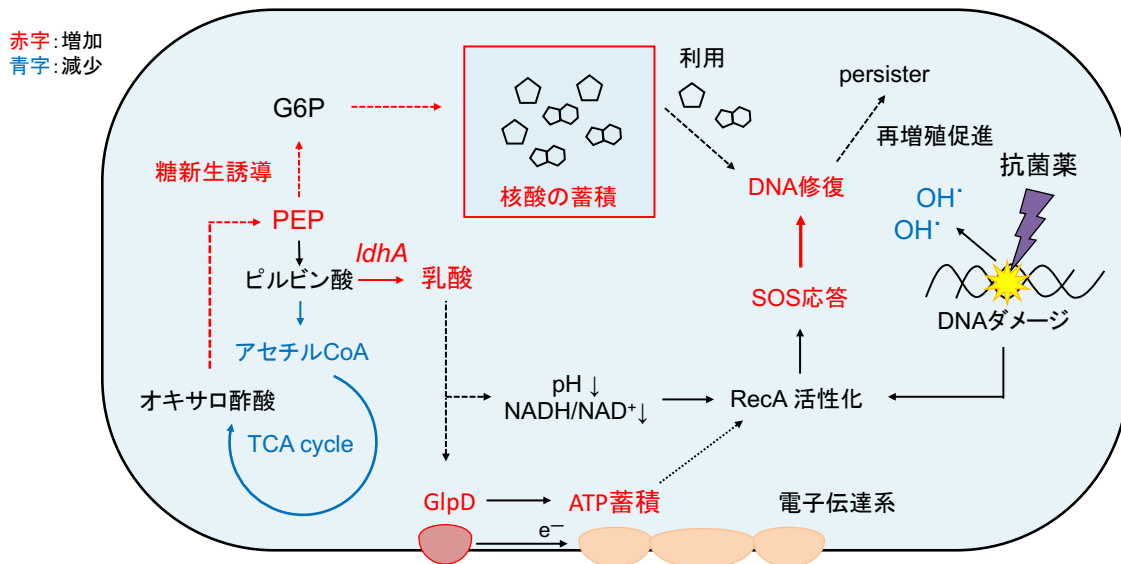 赤字：増加
青字：減少
利用
persister
G6P
再増殖促進
抗菌薬
糖新生誘導
核酸の蓄積
DNA修復
OH·
OH·
PEP
ldhA
ピルビン酸
乳酸
SOS応答
DNAダメージ
アセチルCoA
オキサロ酢酸
pH ↓
NADH/NAD⁺↓
RecA 活性化
TCA cycle
GlpD
ATP蓄積
電子伝達系
e⁻